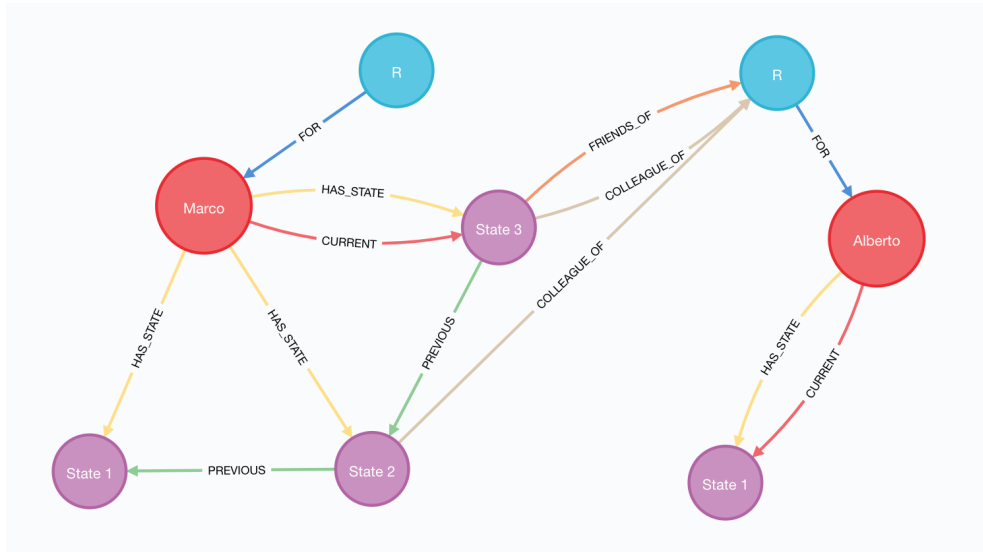 R
R
FOR
FRIENDS_OF
FOR
COLLEAGUE_OF
HAS_STATE
Marco
State 3
CURRENT
Alberto
COLLEAGUE_OF
HAS_STATE
HAS_STATE
PREVIOUS
HAS_STATE
CURRENT
State 1
PREVIOUS
State 2
State 1